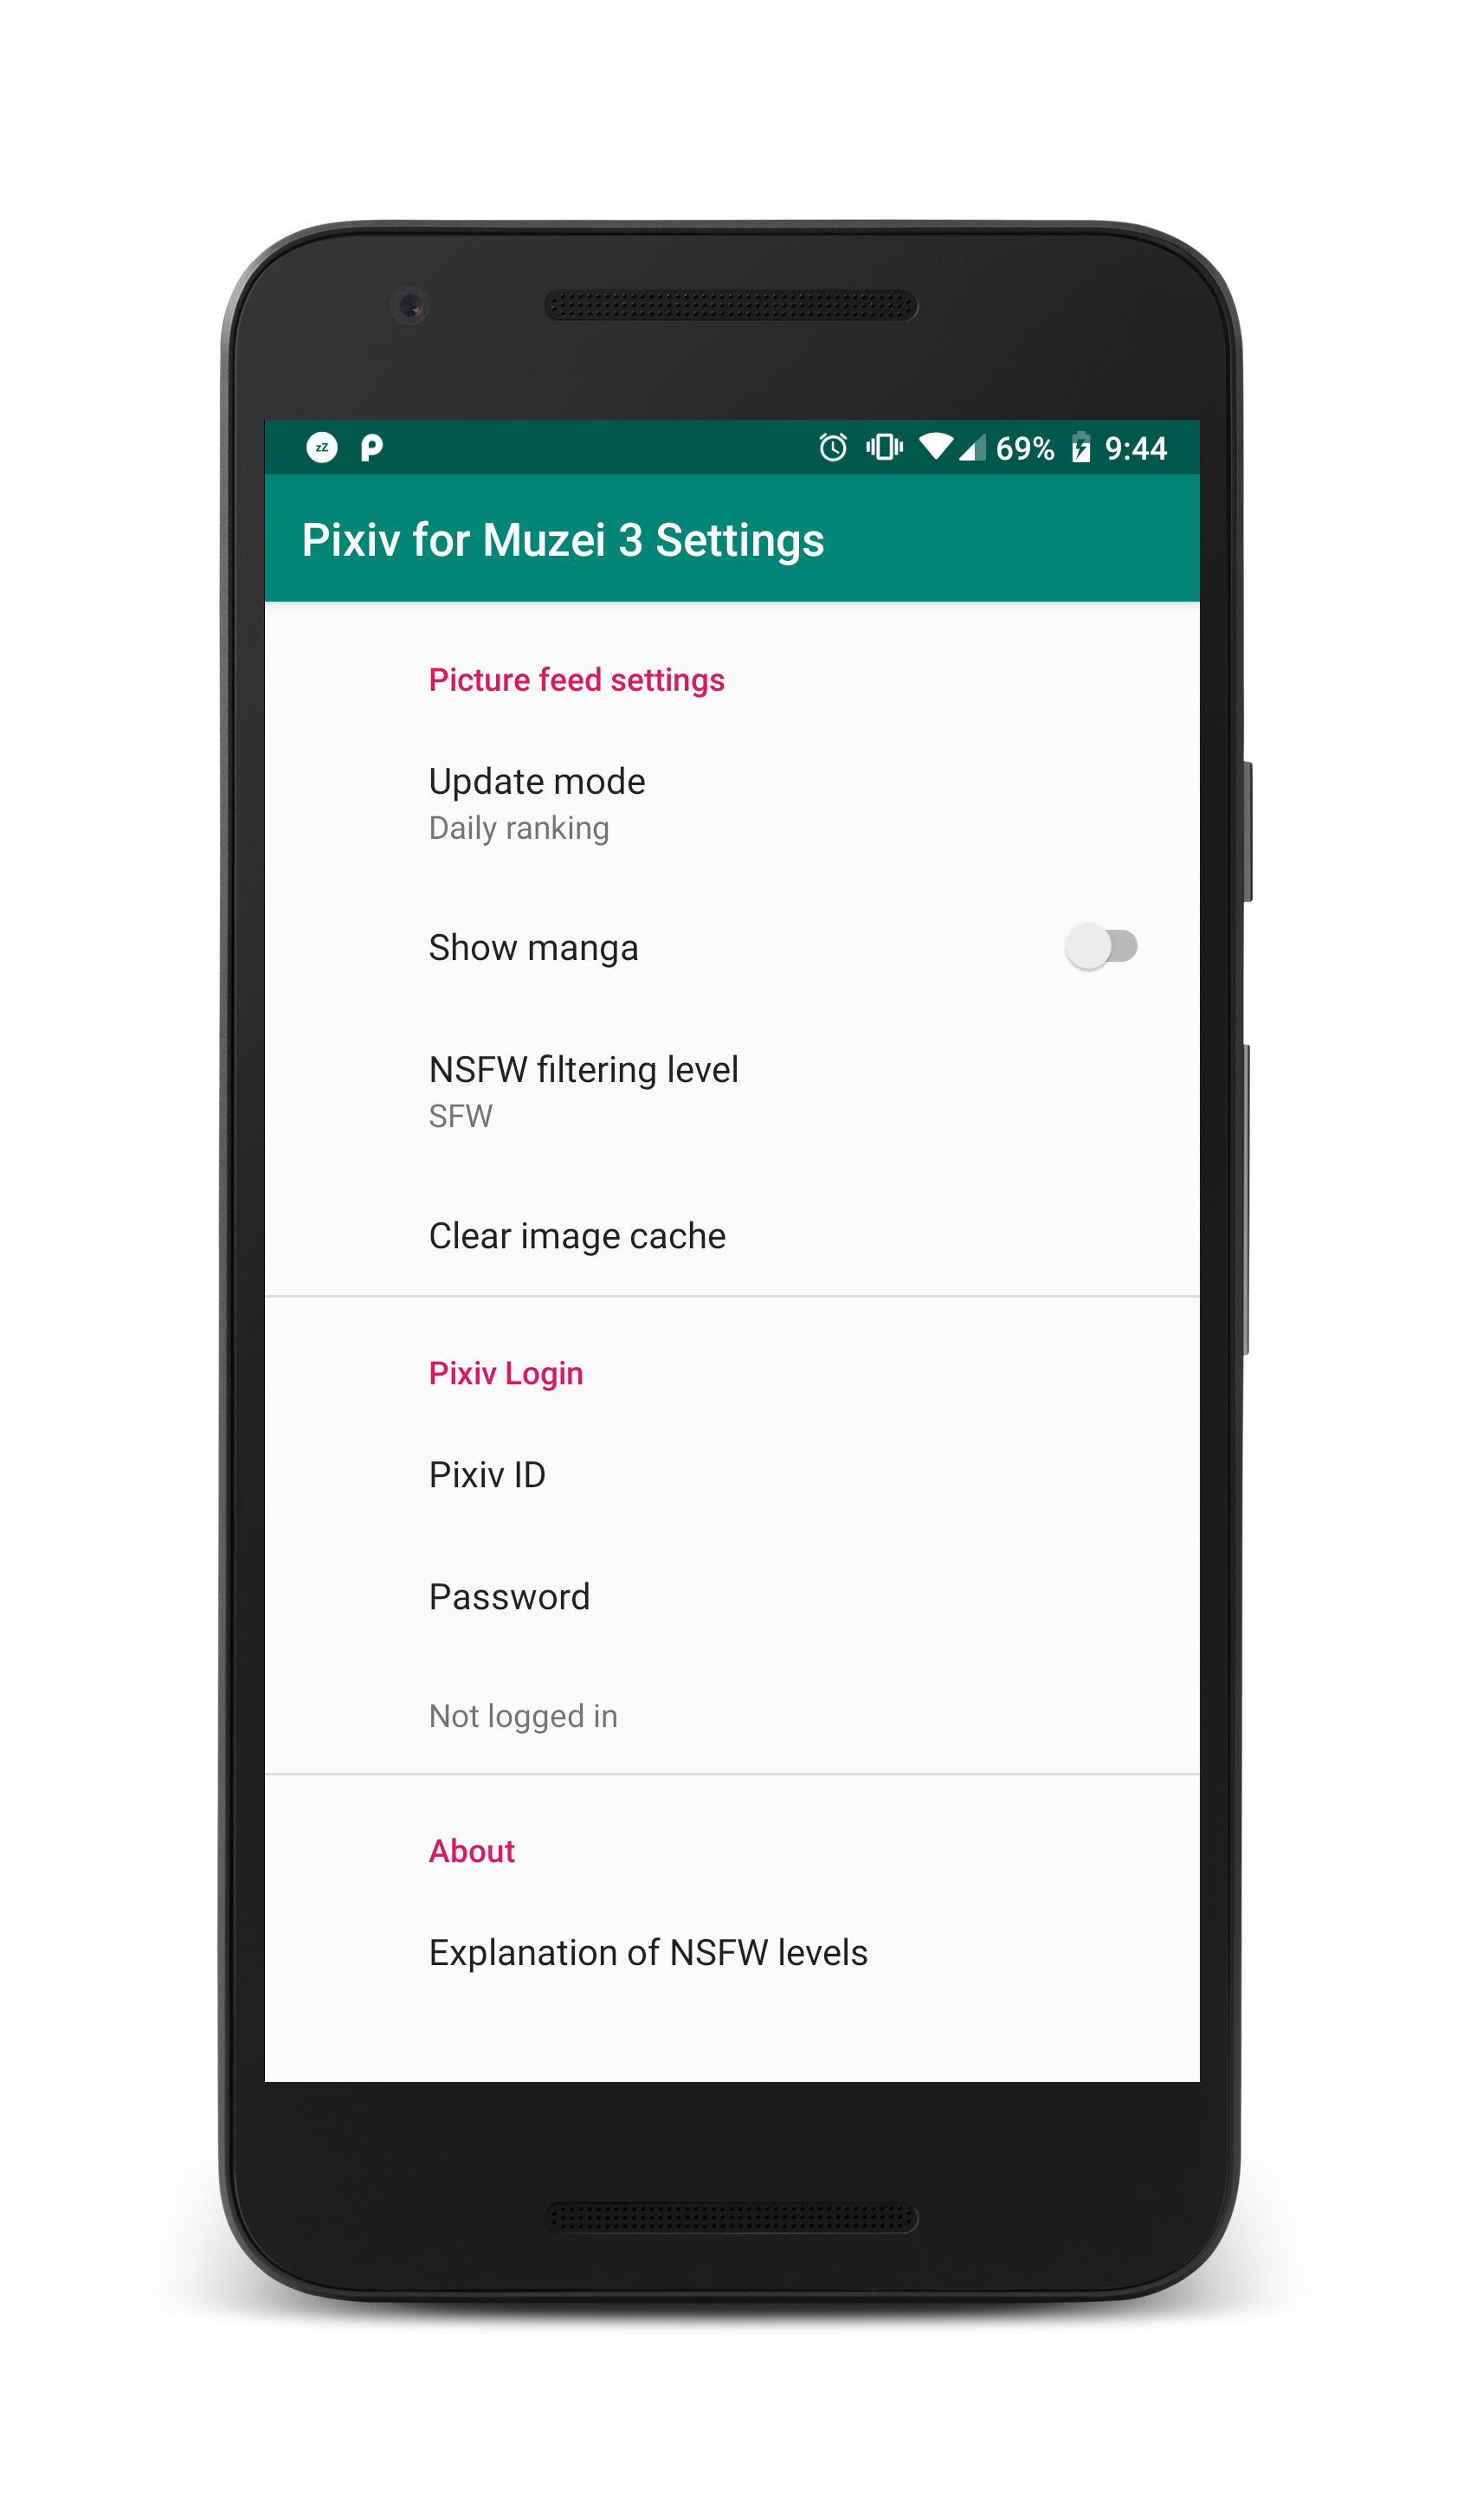 zZ
69% 9:44
Pixiv for Muzei 3 Settings
Picture feed settings
Update mode
Daily ranking
Show manga
NSFW filtering level
SFW
Clear image cache
Pixiv Login
Pixiv ID
Password
Not logged in
About
Explanation of NSFW levels